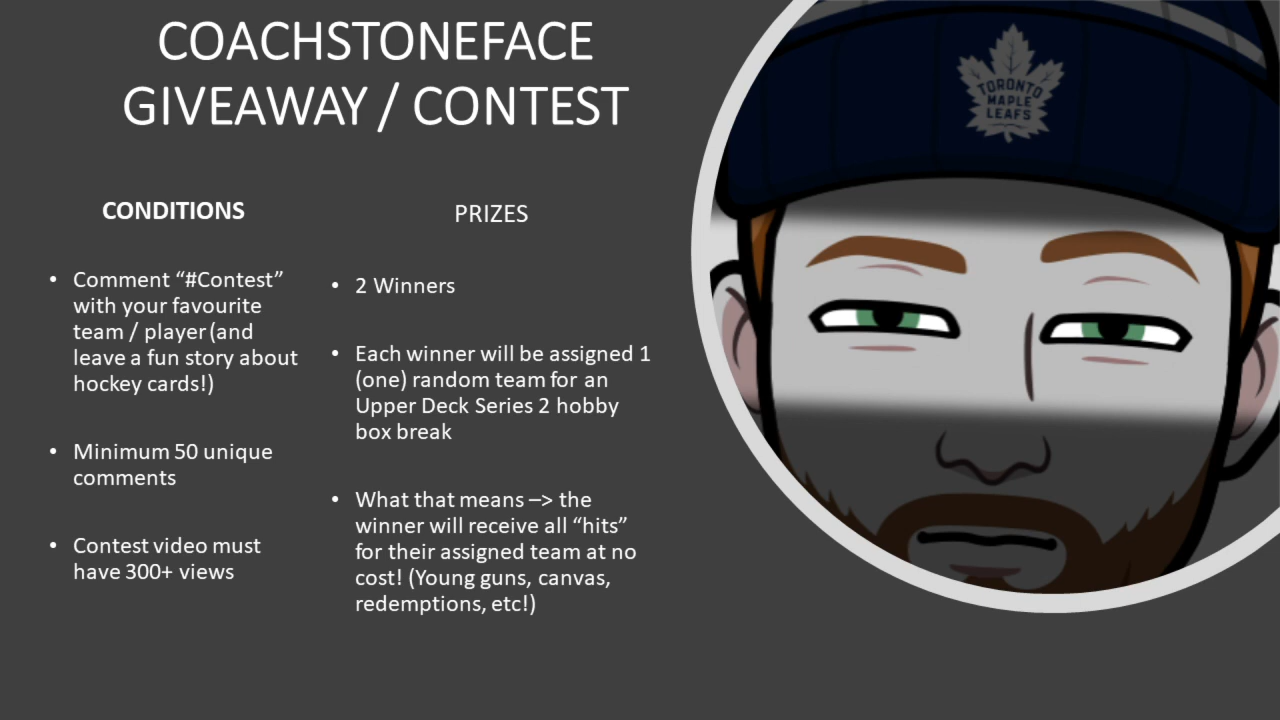 COACHSTONEFACE
GIVEAWAY / CONTEST
CONDITIONS
• Comment “#Contest”
with your favourite
team / player (and
leave a fun story about
hockey cards!)
• Minimum 50 unique
comments
• Contest video must
have 300+ views
PRIZES
• 2 Winners
• Each winner will be assigned 1
(one) random team for an
Upper Deck Series 2 hobby
box break
• What that means –> the
winner will receive all “hits”
for their assigned team at no
cost! (Young guns, canvas,
redemptions, etc!)
TORONTO
MAPLE
LEAFS